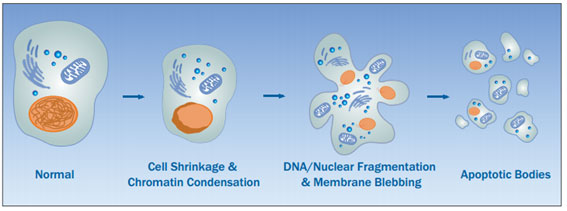 Normal
Cell Shrinkage &
Chromatin Condensation
DNA/Nuclear Fragmentation
& Membrane Blebbing
Apoptotic Bodies